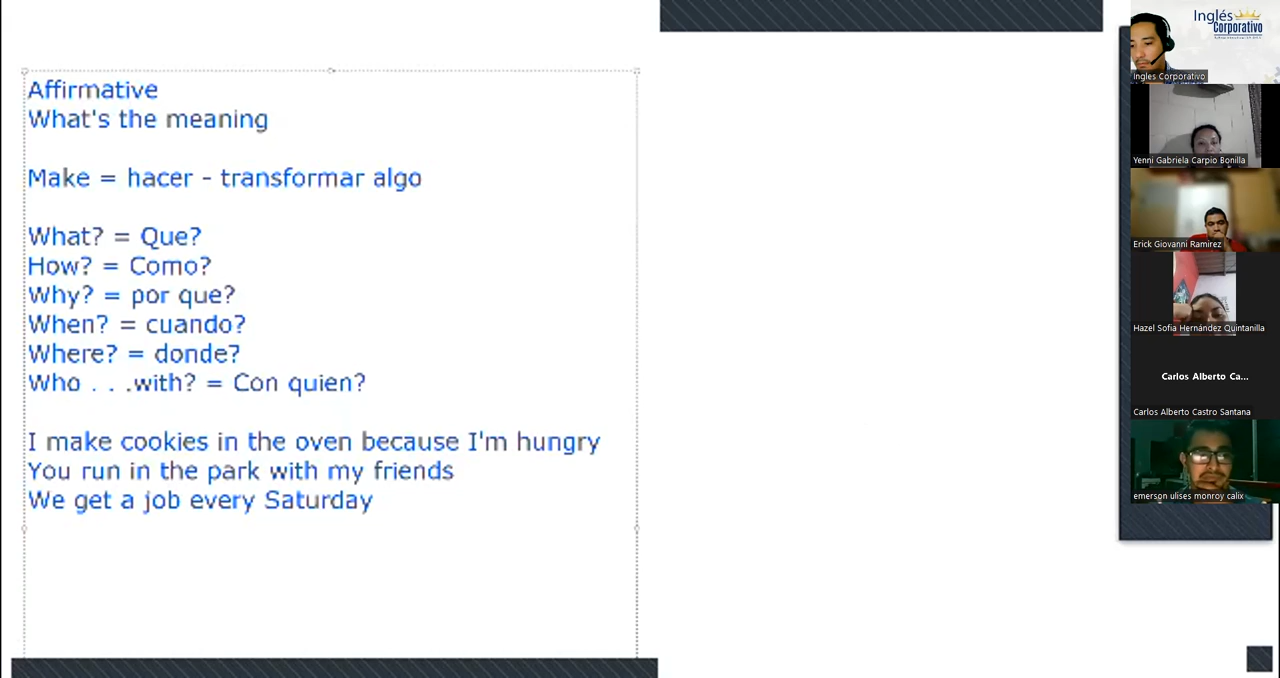 Affirmative
What's the meaning
Make = hacer - transformar algo
What? = Que?
How? = Como?
Why? = por que?
When? = cuando?
Where? = donde?
Who . . .with? = Con quien?
I make cookies in the oven because I'm hungry
You run in the park with my friends
We get a job every Saturday
Inglés
Corporativo
Ingles Corporativo
Yenni Gabriela Carpio Bonilla
Erick Giovanni Ramirez
Hazel Sofia Hernández Quintanilla
Carlos Alberto Ca...
Carlos Alberto Castro Santana
emerson ulises monroy calix